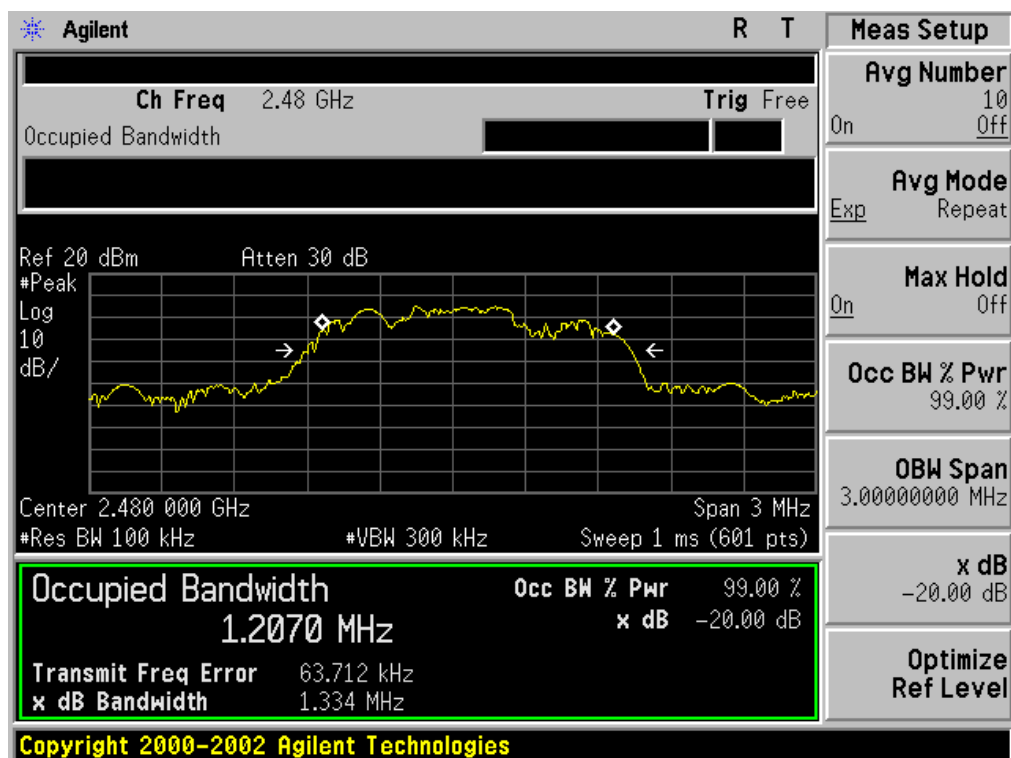 Agilent R T
Ch Freq 2.48 GHz Trig Free
Occupied Bandwidth
Ref 20 dBm Atten 30 dB
#Peak
Log
10
dB/
Center 2.480 000 GHz Span 3 MHz
#Res BW 100 kHz #VBW 300 kHz Sweep 1 ms (601 pts)
Occupied Bandwidth
1.2070 MHz
Occ BW % Pwr 99.00 %
x dB -20.00 dB
Transmit Freq Error 63.712 kHz
x dB Bandwidth 1.334 MHz
Copyright 2000-2002 Agilent Technologies
Meas Setup
Avg Number
10
On Off
Avg Mode
Exp Repeat
Max Hold
On Off
Occ BW % Pwr
99.00 %
OBW Span
3.00000000 MHz
x dB
-20.00 dB
Optimize
Ref Level